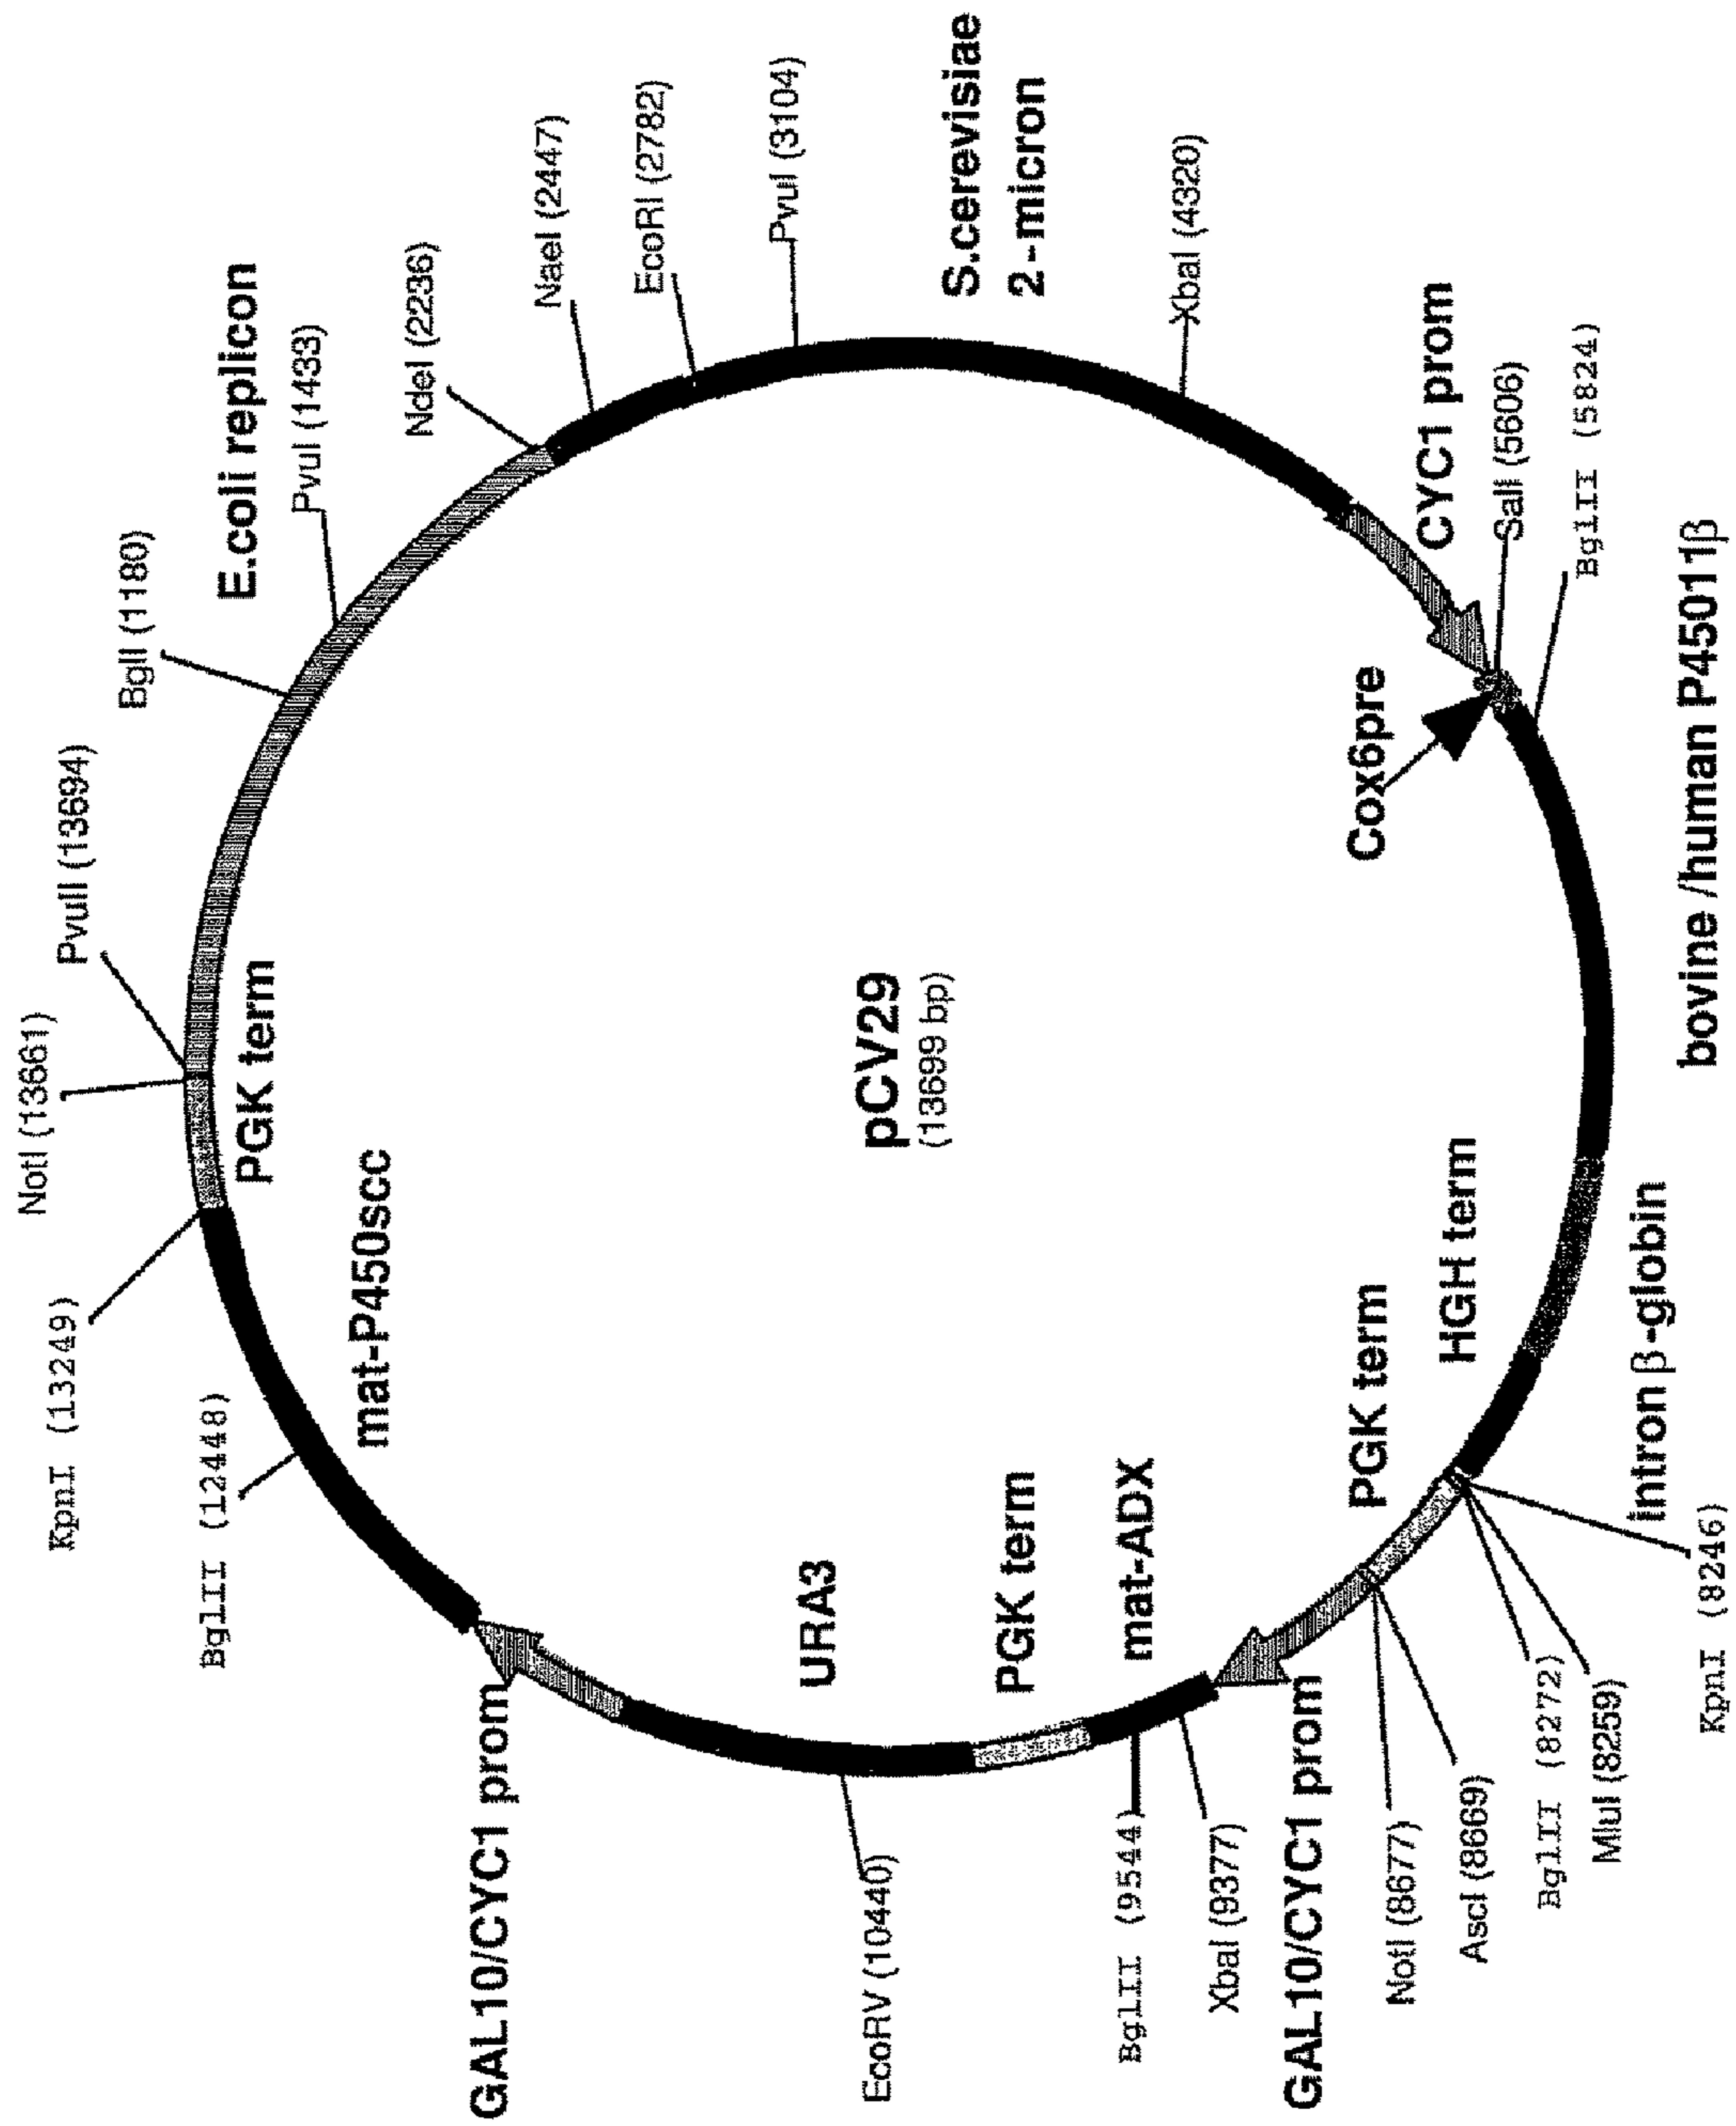 NotI (13661)
PvuII (13694)
BglI (1180)
E.coli replicon
PvuI (1433)
NdeI (2236)
NaeI (2447)
EcoRI (2782)
PvuI (3104)
S.cerevisiae
2-micron
XbaI (4320)
CYC1 prom
SalI (5606)
BglII (5824)
Cox6pre
bovine /human P45011β
Intron β-globin
HGH term
KpnI (8246)
MluI (8259)
BglII (8272)
PGK term
AscI (8669)
NotI (8677)
GAL10/CYC1 prom
XbaI (9377)
BglII (9544)
mat-ADX
PGK term
URA3
EcoRV (10440)
GAL10/CYC1 prom
mat-P450scc
BglII (12448)
KpnI (13249)
PGK term
pCV29
(13699 bp)